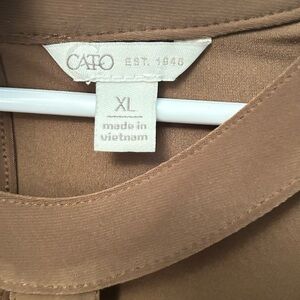 CATO EST. 1946
XL
made in
vietnam